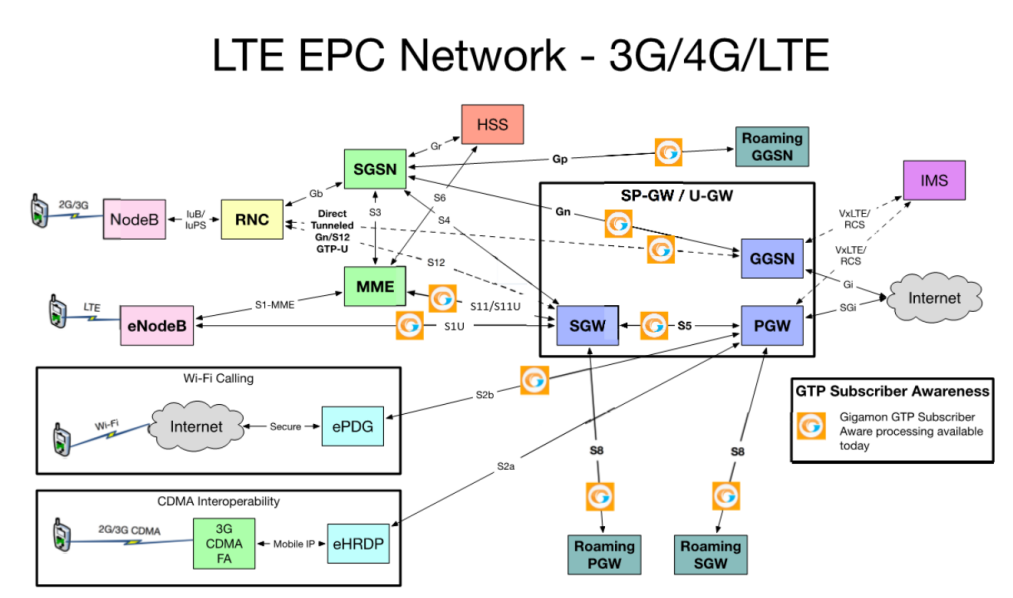 LTE EPC Network - 3G/4G/LTE
HSS
Roaming
GGSN
Gr
Gp
SGSN
IMS
SP-GW / U-GW
2G/3G
NodeB
IuB/
IuPS
RNC
Gb
Direct
Tunneled
Gn/S12
GTP-U
S3
S6
S4
Gn
VxLTE/
RCS
VxLTE/
RCS
GGSN
S12
Gi
SGi
Internet
MME
LTE
eNodeB
S1-MME
S11/S11U
S1U
SGW
S5
PGW
Wi-Fi Calling
Wi-Fi
Internet
Secure
ePDG
S2b
GTP Subscriber Awareness
Gigamon GTP Subscriber
Aware processing available
today
S8
S8
S2a
CDMA Interoperability
2G/3G CDMA
3G
CDMA
FA
Mobile IP
eHRDP
Roaming
PGW
Roaming
SGW